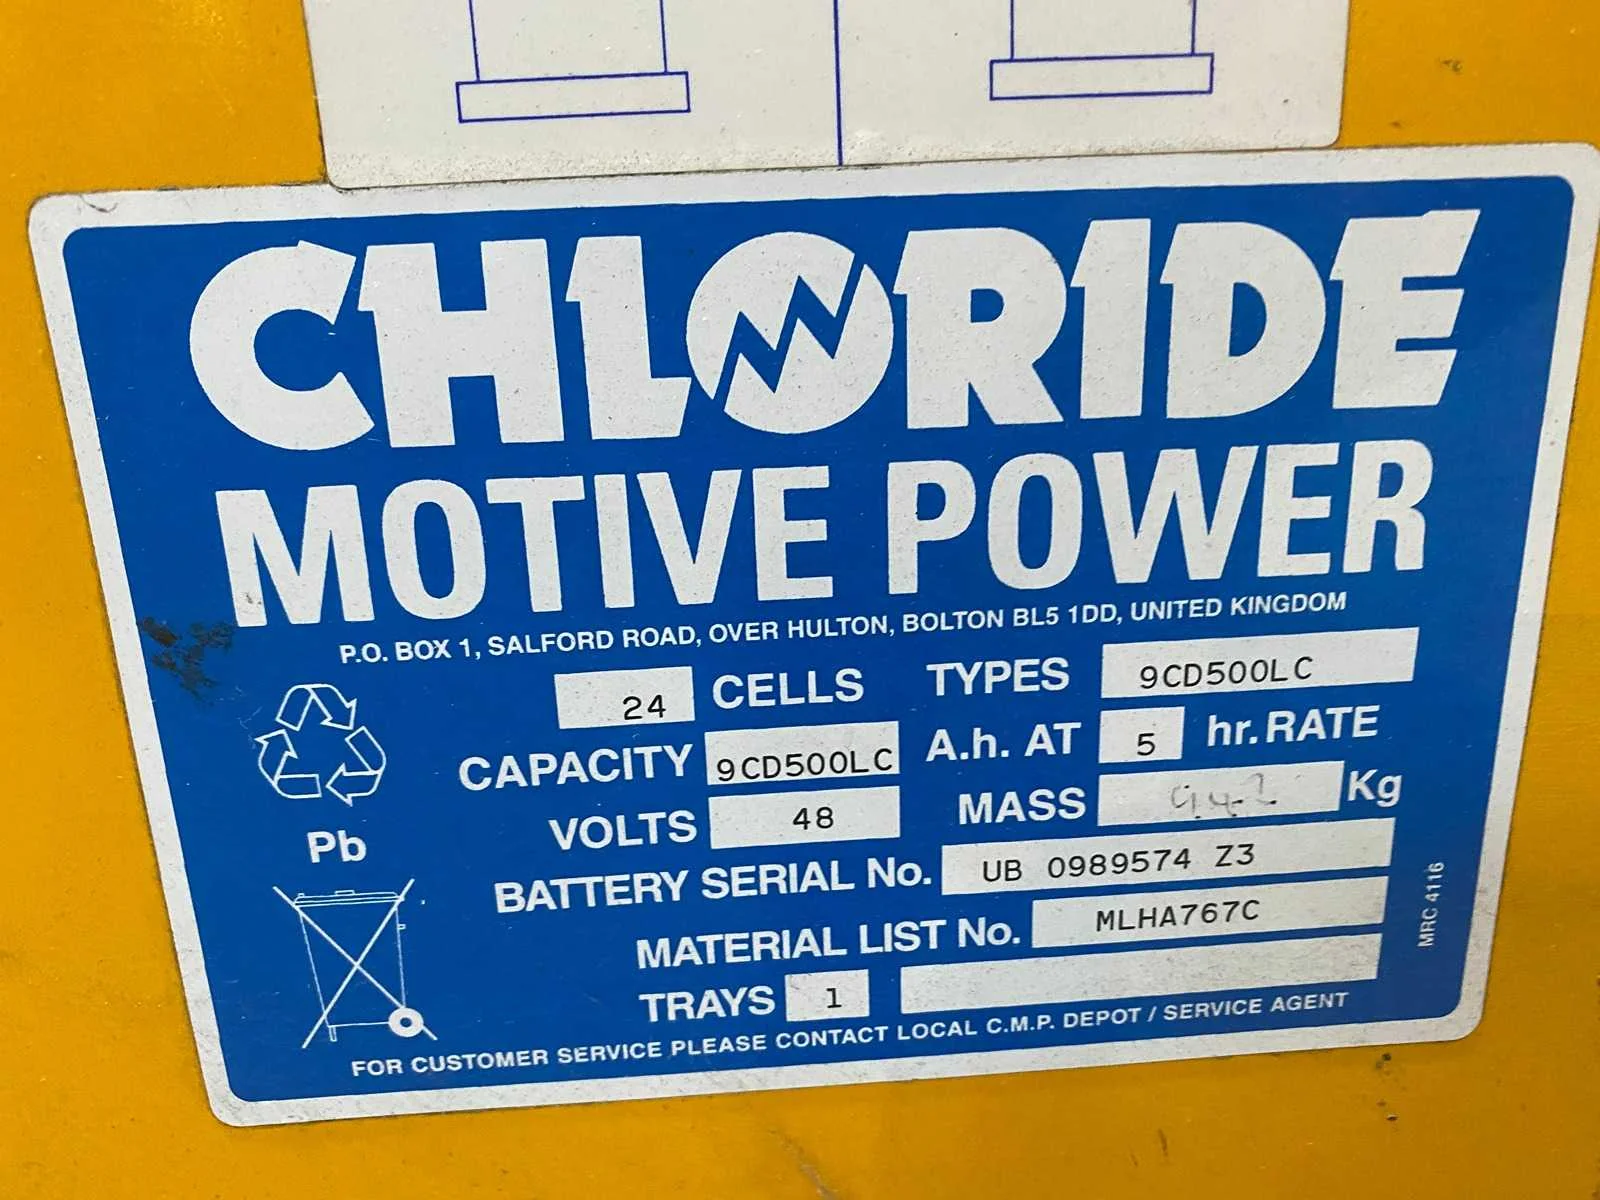 CHLORIDE
MOTIVE POWER
P.O. BOX 1, SALFORD ROAD, OVER HULTON, BOLTON BL5 1DD, UNITED KINGDOM
24 CELLS TYPES 9CD500LC
CAPACITY 9CD500LC A.h. AT 5 hr. RATE
VOLTS 48 MASS Kg
Pb
BATTERY SERIAL No. UB 0989574 Z3
MATERIAL LIST No. MLHA767C
TRAYS 1
MRC 4116
FOR CUSTOMER SERVICE PLEASE CONTACT LOCAL C.M.P. DEPOT / SERVICE AGENT